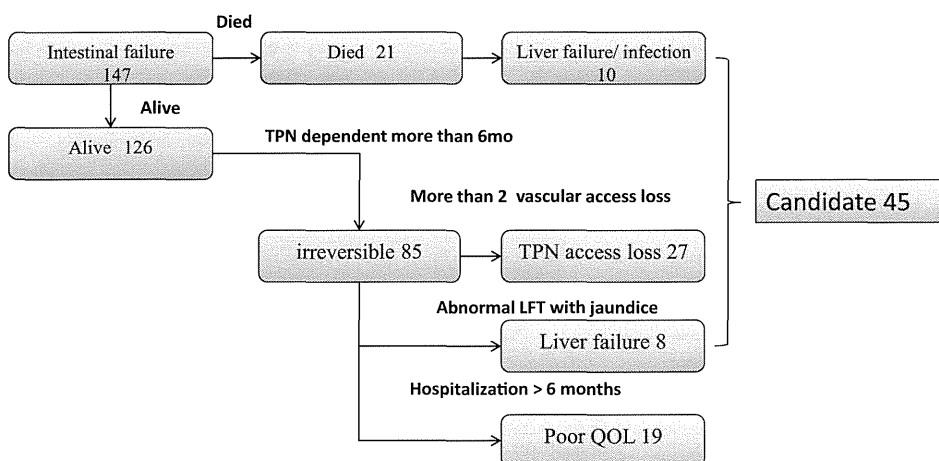 Died
Intestinal failure
147
Died 21
Liver failure/ infection
10
Alive
Alive 126
TPN dependent more than 6mo
More than 2 vascular access loss
Candidate 45
irreversible 85
TPN access loss 27
Abnormal LFT with jaundice
Liver failure 8
Hospitalization > 6 months
Poor QOL 19